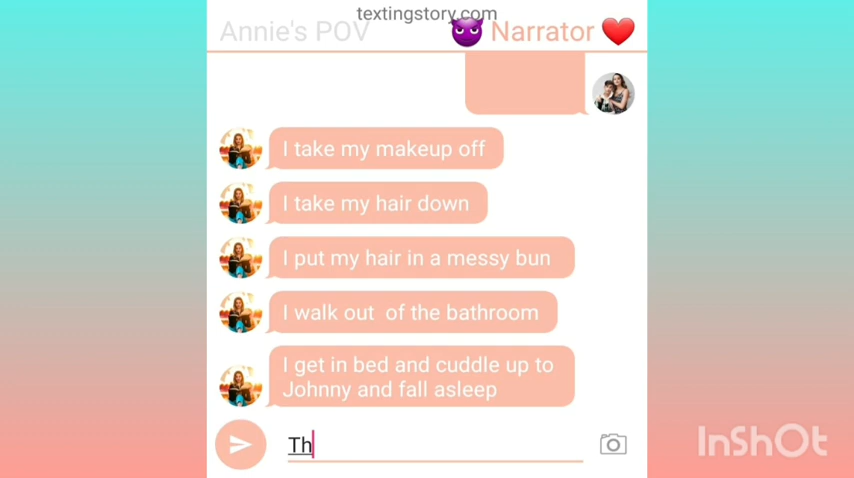 textingstory.com
Annie's POV
😈 Narrator ❤️
I take my makeup off
I take my hair down
I put my hair in a messy bun
I walk out  of the bathroom
I get in bed and cuddle up to
Johnny and fall asleep
Th
InShOt